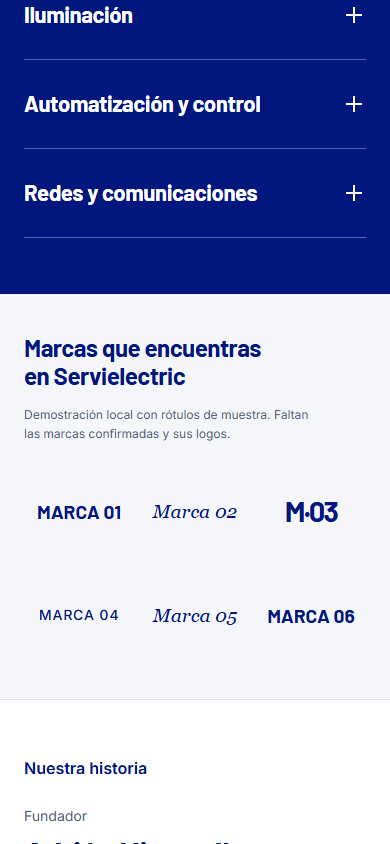 Iluminación
Automatización y control
Redes y comunicaciones
Marcas que encuentras
en Servielectric
Demostración local con rótulos de muestra. Faltan
las marcas confirmadas y sus logos.
MARCA 01 Marca 02 M·03
MARCA 04 Marca 05 MARCA 06
Nuestra historia
Fundador